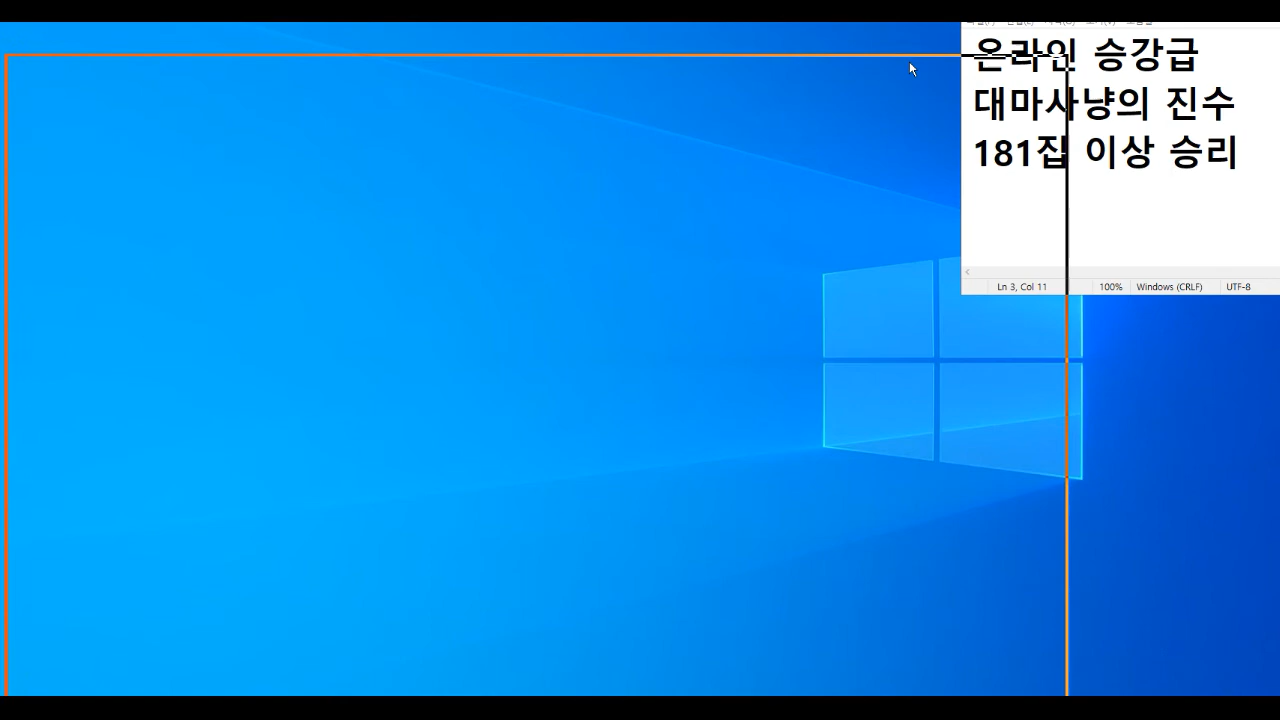 온라인 승강급
대마사냥의 진수
181집 이상 승리
Ln 3, Col 11 100% Windows (CRLF) UTF-8